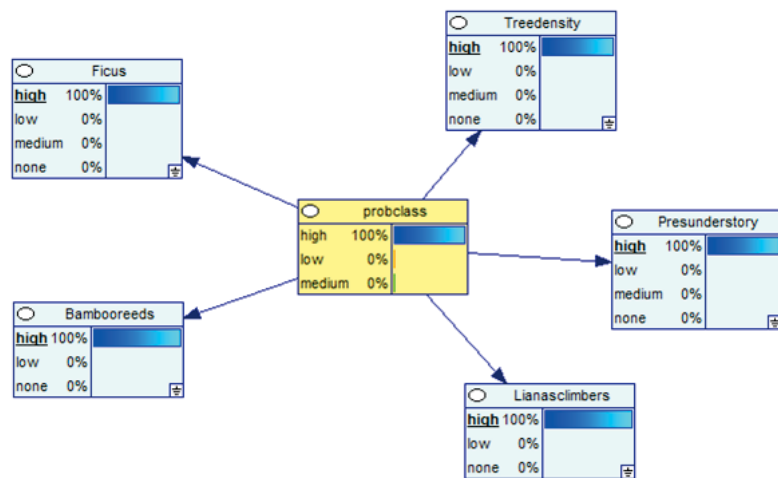 Treedensity
high 100%
low 0%
medium 0%
none 0%
Ficus
high 100%
low 0%
medium 0%
none 0%
probclass
high 100%
low 0%
medium 0%
Presunderstory
high 100%
low 0%
medium 0%
none 0%
Bambooreeds
high 100%
low 0%
none 0%
Lianasclimbers
high 100%
low 0%
none 0%